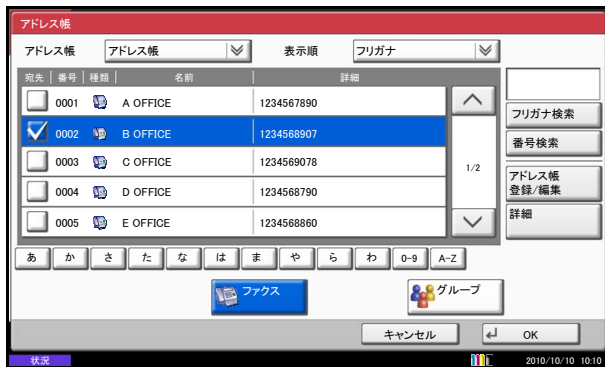 アドレス帳
アドレス帳 アドレス帳 表示順 フリガナ
宛先 番号 種類 名前 詳細
0001 A OFFICE 1234567890
0002 B OFFICE 1234568907
0003 C OFFICE 1234569078
0004 D OFFICE 1234568790
0005 E OFFICE 1234568860
1/2
フリガナ検索
番号検索
アドレス帳
登録/編集
詳細
あ か さ た な は ま や ら わ 0-9 A-Z
ファクス グループ
キャンセル OK
状況 2010/10/10 10:10